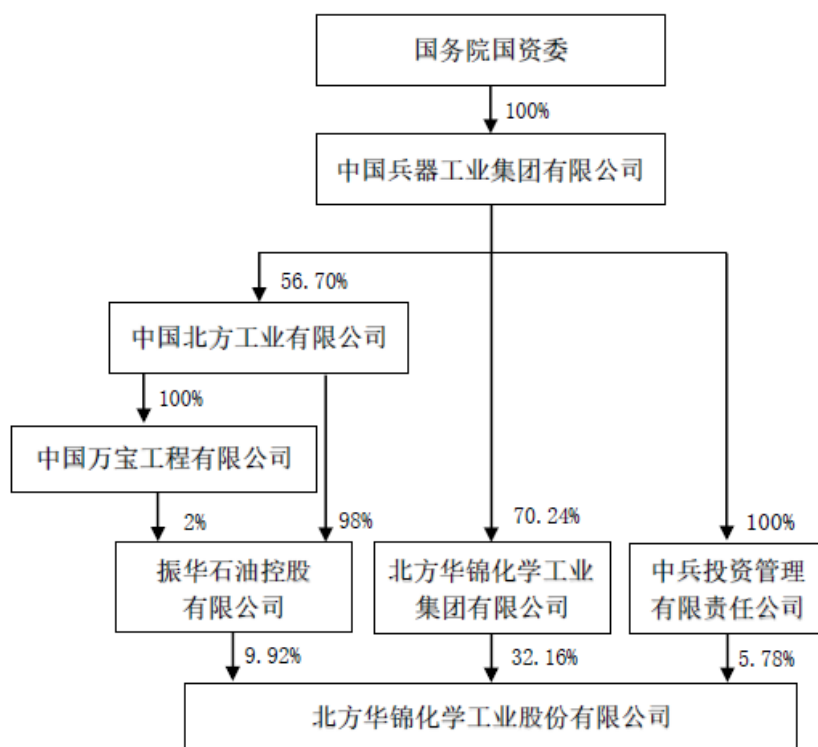 国务院国资委
100%
中国兵器工业集团有限公司
56.70%
中国北方工业有限公司
100%
中国万宝工程有限公司
2%
98%
70.24%
100%
振华石油控股
有限公司
北方华锦化学工业
集团有限公司
中兵投资管理
有限责任公司
9.92%
32.16%
5.78%
北方华锦化学工业股份有限公司